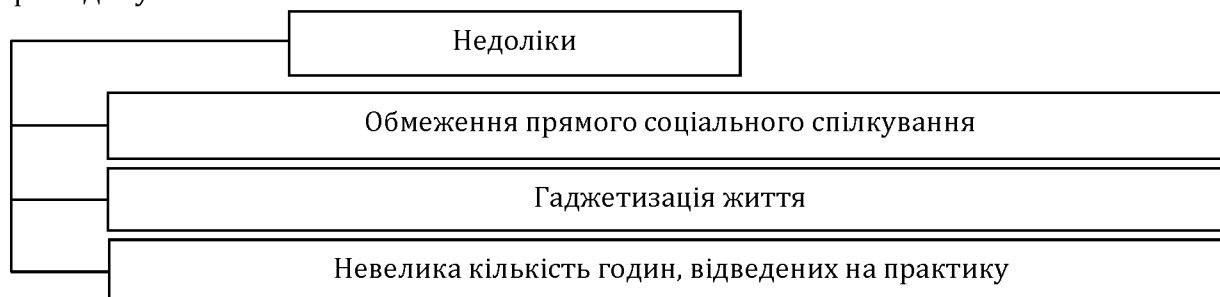 Недоліки
Обмеження прямого соціального спілкування
Гаджетизація життя
Невелика кількість годин, відведених на практику